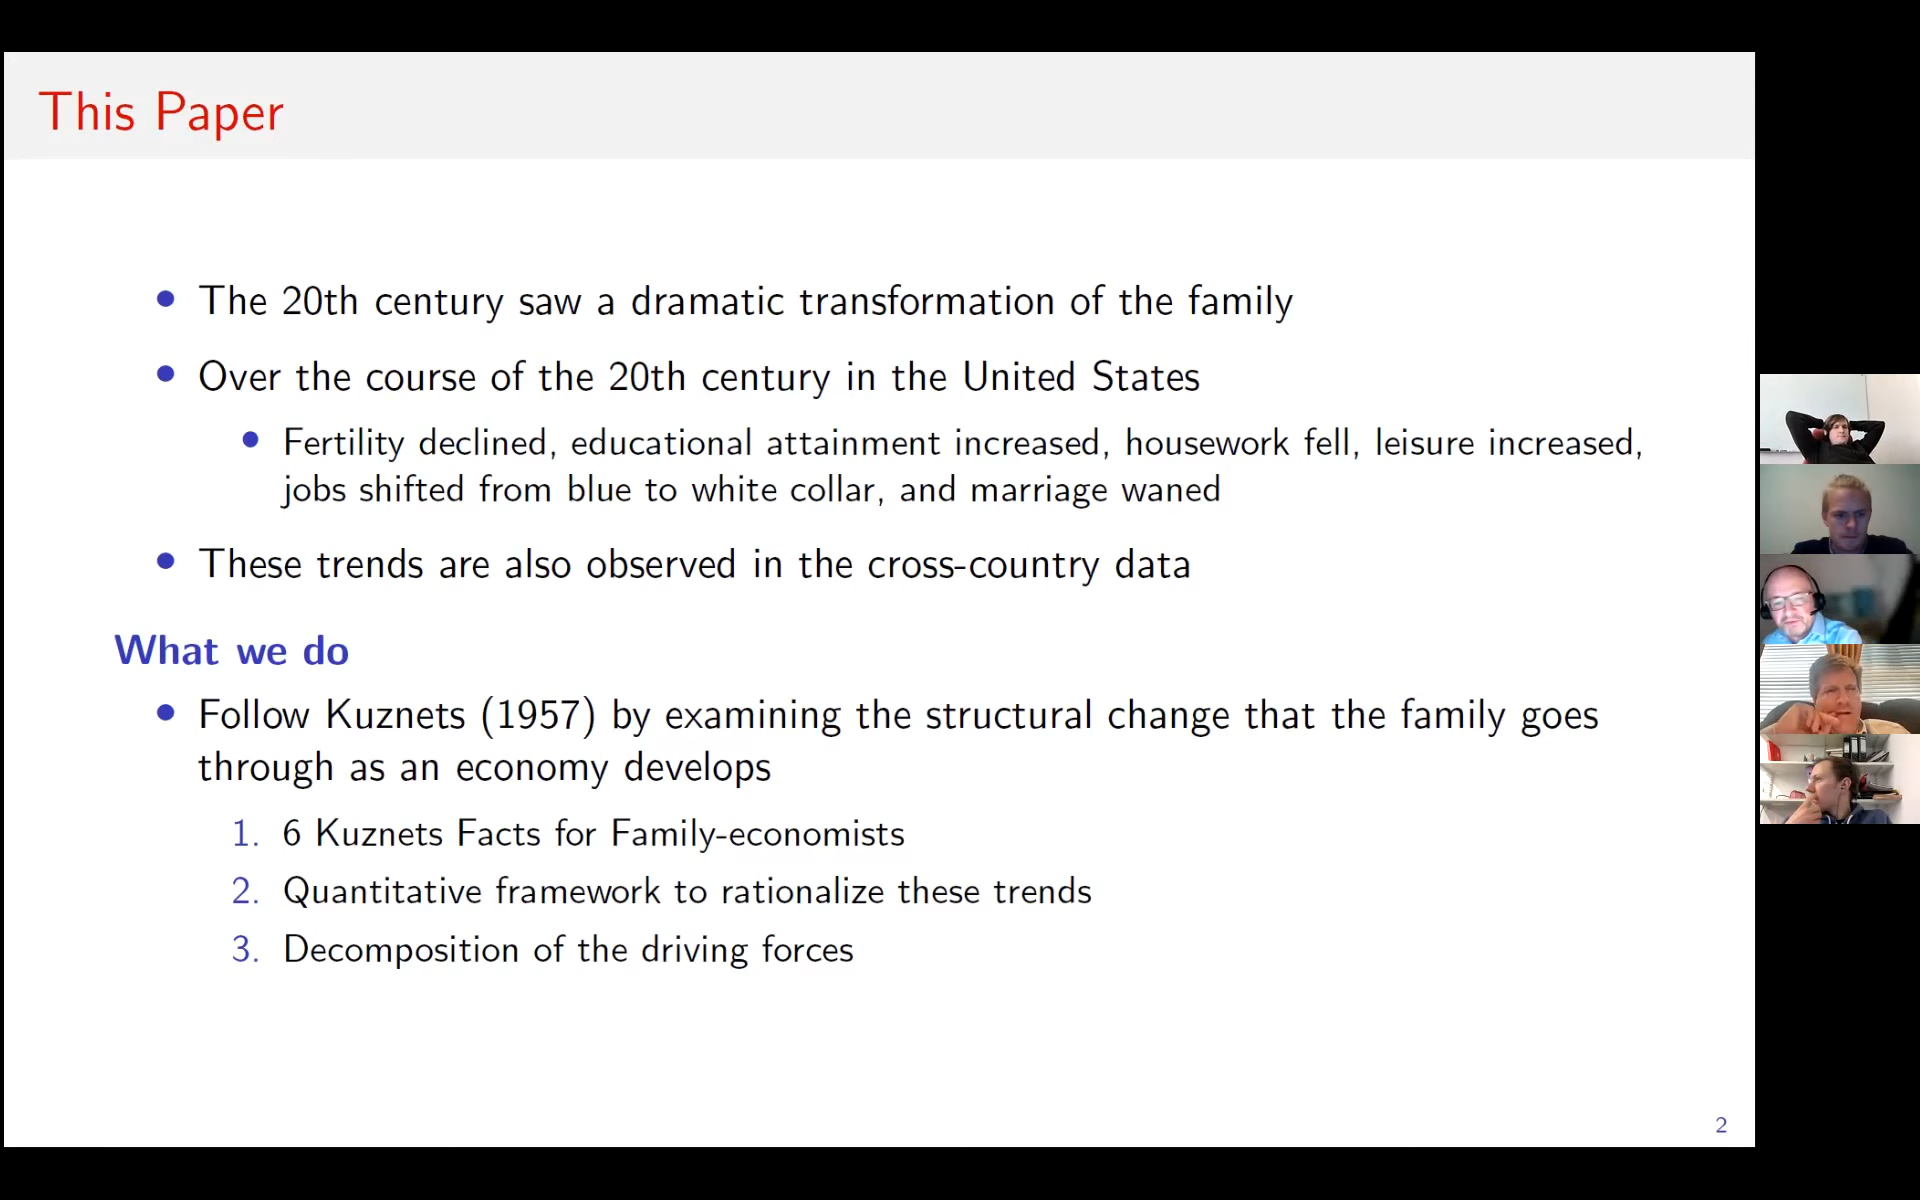 This Paper
• The 20th century saw a dramatic transformation of the family
• Over the course of the 20th century in the United States
• Fertility declined, educational attainment increased, housework fell, leisure increased,
jobs shifted from blue to white collar, and marriage waned
• These trends are also observed in the cross-country data
What we do
• Follow Kuznets (1957) by examining the structural change that the family goes
through as an economy develops
1. 6 Kuznets Facts for Family-economists
2. Quantitative framework to rationalize these trends
3. Decomposition of the driving forces
2